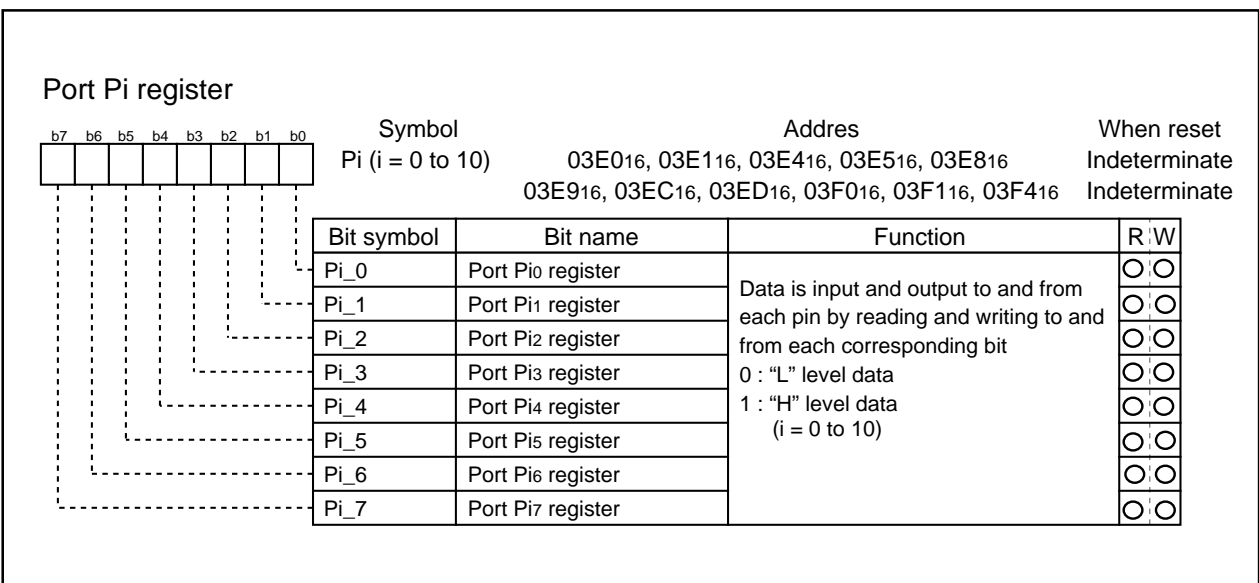 Port Pi register
b7 b6 b5 b4 b3 b2 b1 b0
Symbol Addres When reset
Pi (i = 0 to 10) 03E016, 03E116, 03E416, 03E516, 03E816 Indeterminate
03E916, 03EC16, 03ED16, 03F016, 03F116, 03F416 Indeterminate
Bit symbol Bit name Function R W
Pi_0 Port Pi0 register
Pi_1 Port Pi1 register
Pi_2 Port Pi2 register
Pi_3 Port Pi3 register
Pi_4 Port Pi4 register
Pi_5 Port Pi5 register
Pi_6 Port Pi6 register
Pi_7 Port Pi7 register
Data is input and output to and from
each pin by reading and writing to and
from each corresponding bit
0 : “L” level data
1 : “H” level data
(i = 0 to 10)